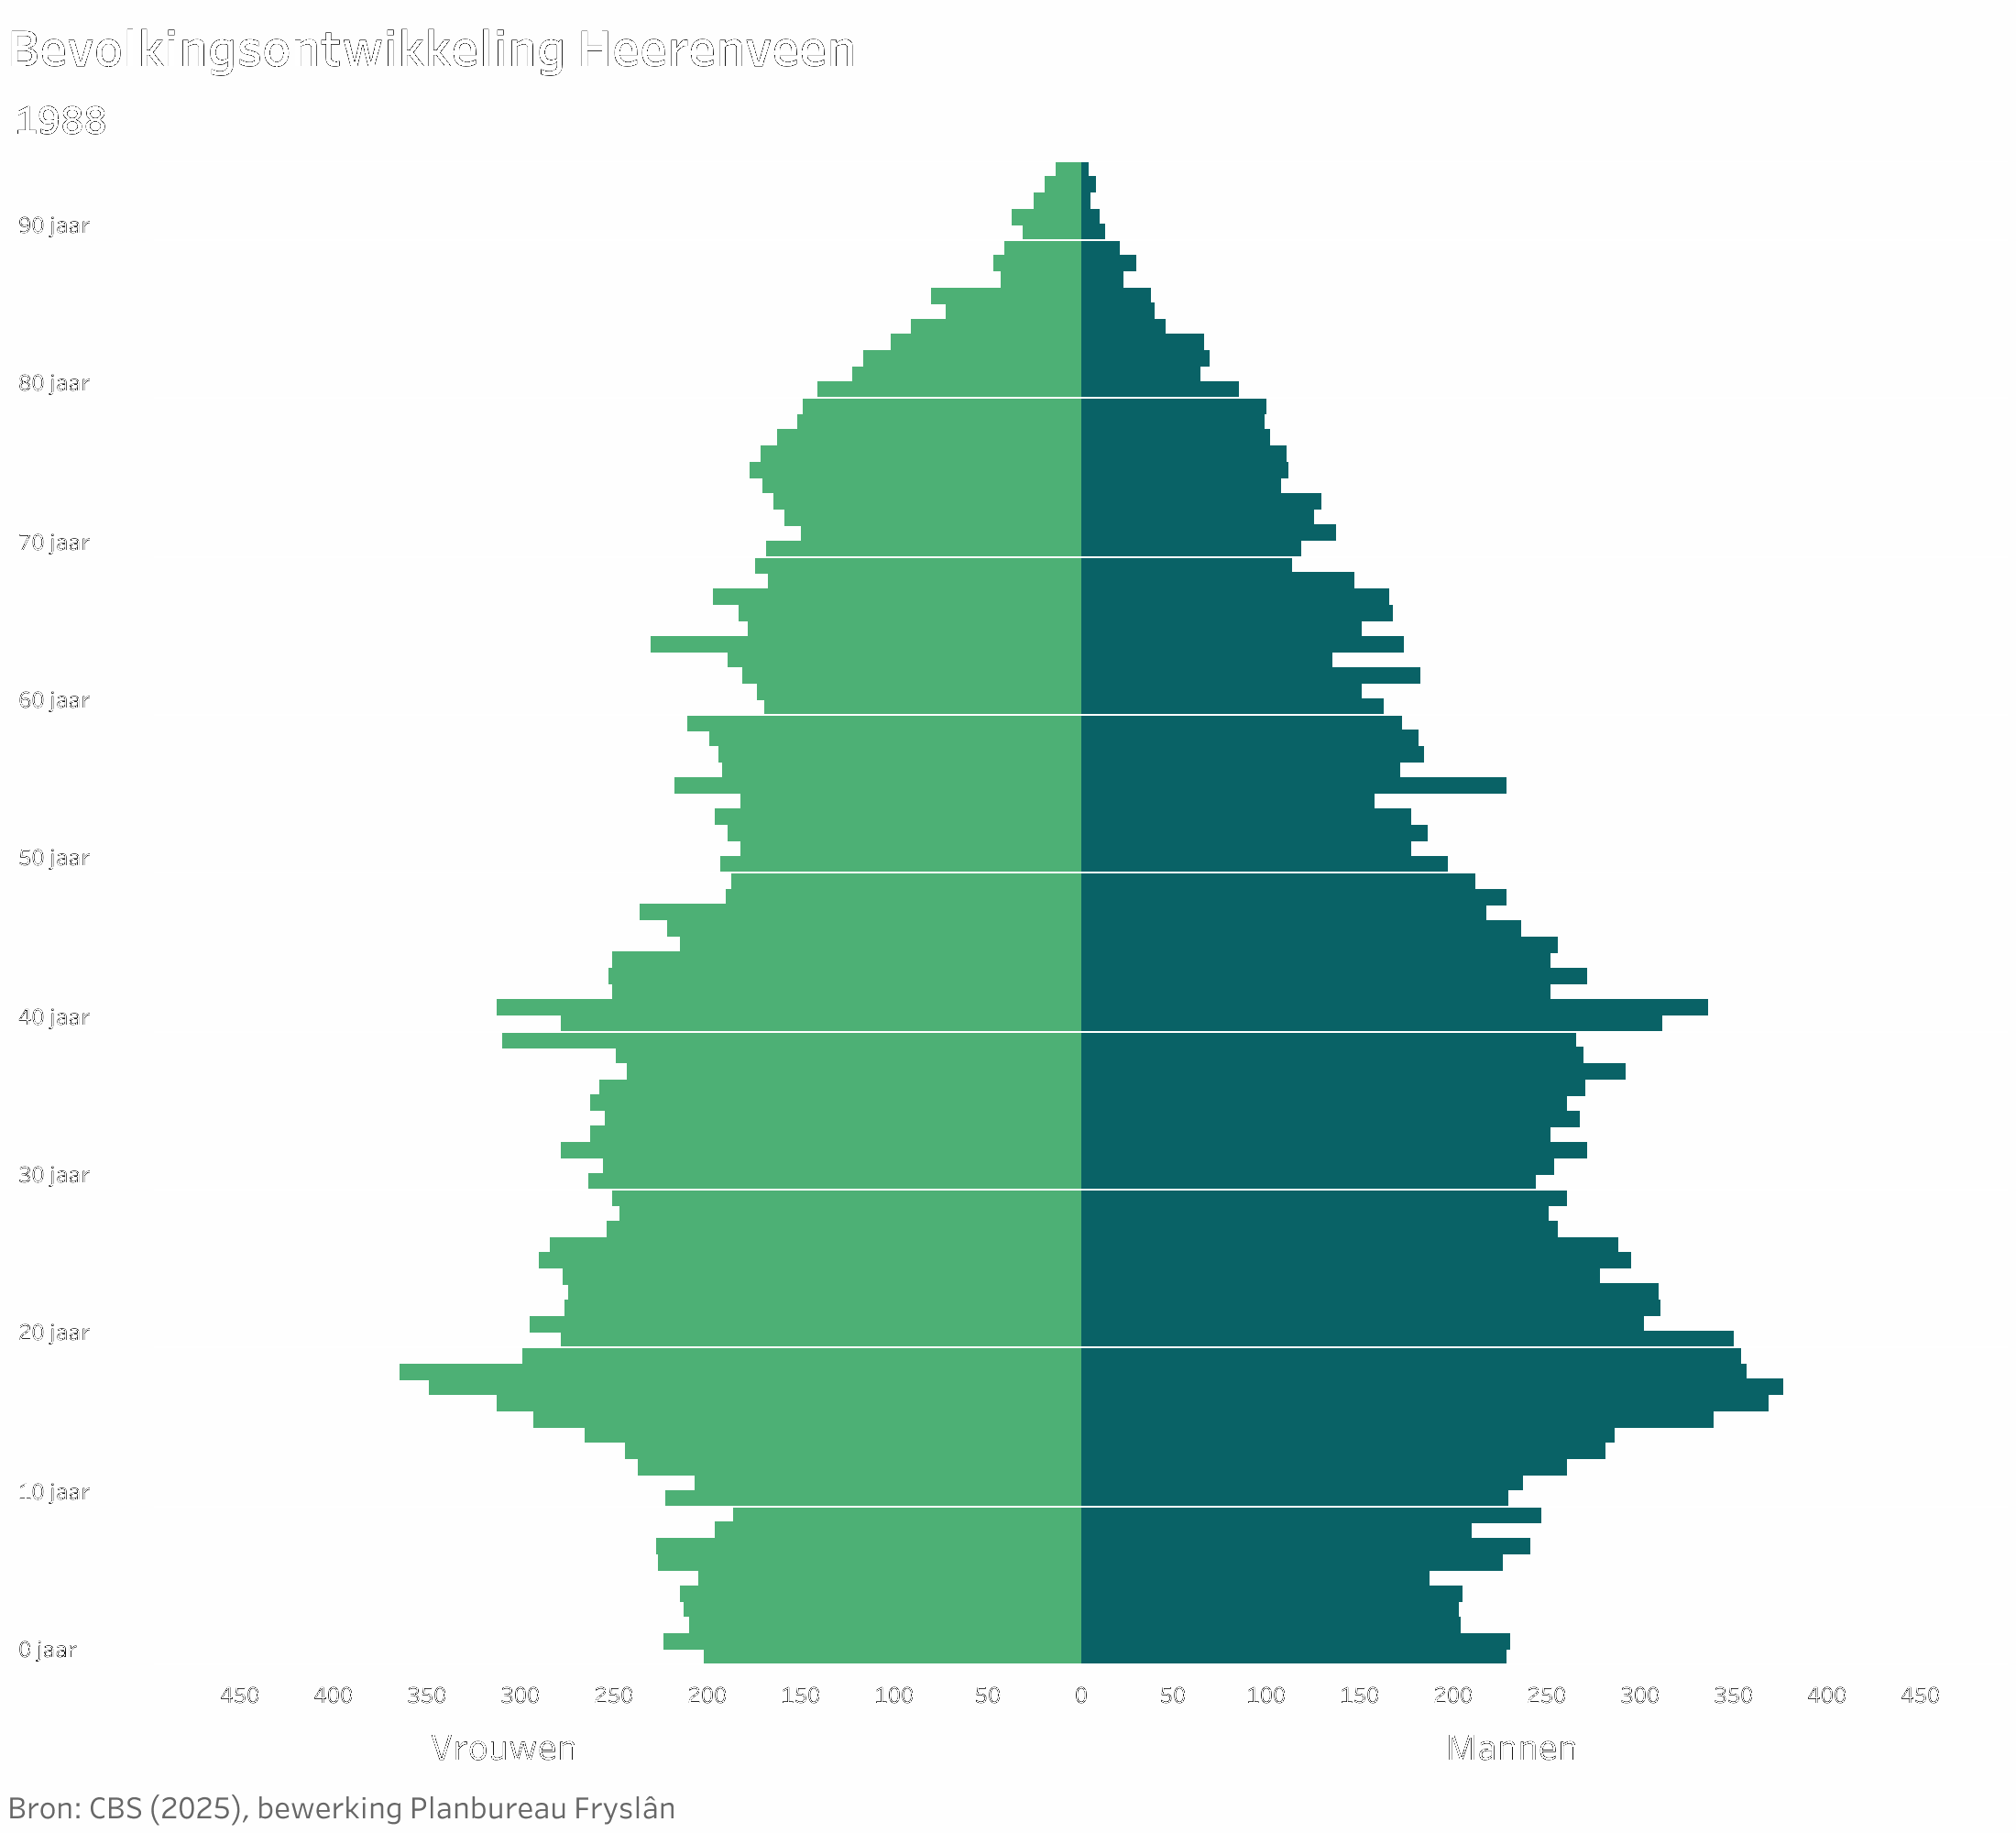 Bevolkingsontwikkeling Heerenveen
1988
90 jaar
80 jaar
70 jaar
60 jaar
50 jaar
40 jaar
30 jaar
20 jaar
10 jaar
0 jaar
450 400 350 300 250 200 150 100 50 0 50 100 150 200 250 300 350 400 450
Vrouwen Mannen
Bron: CBS (2025), bewerking Planbureau Fryslân